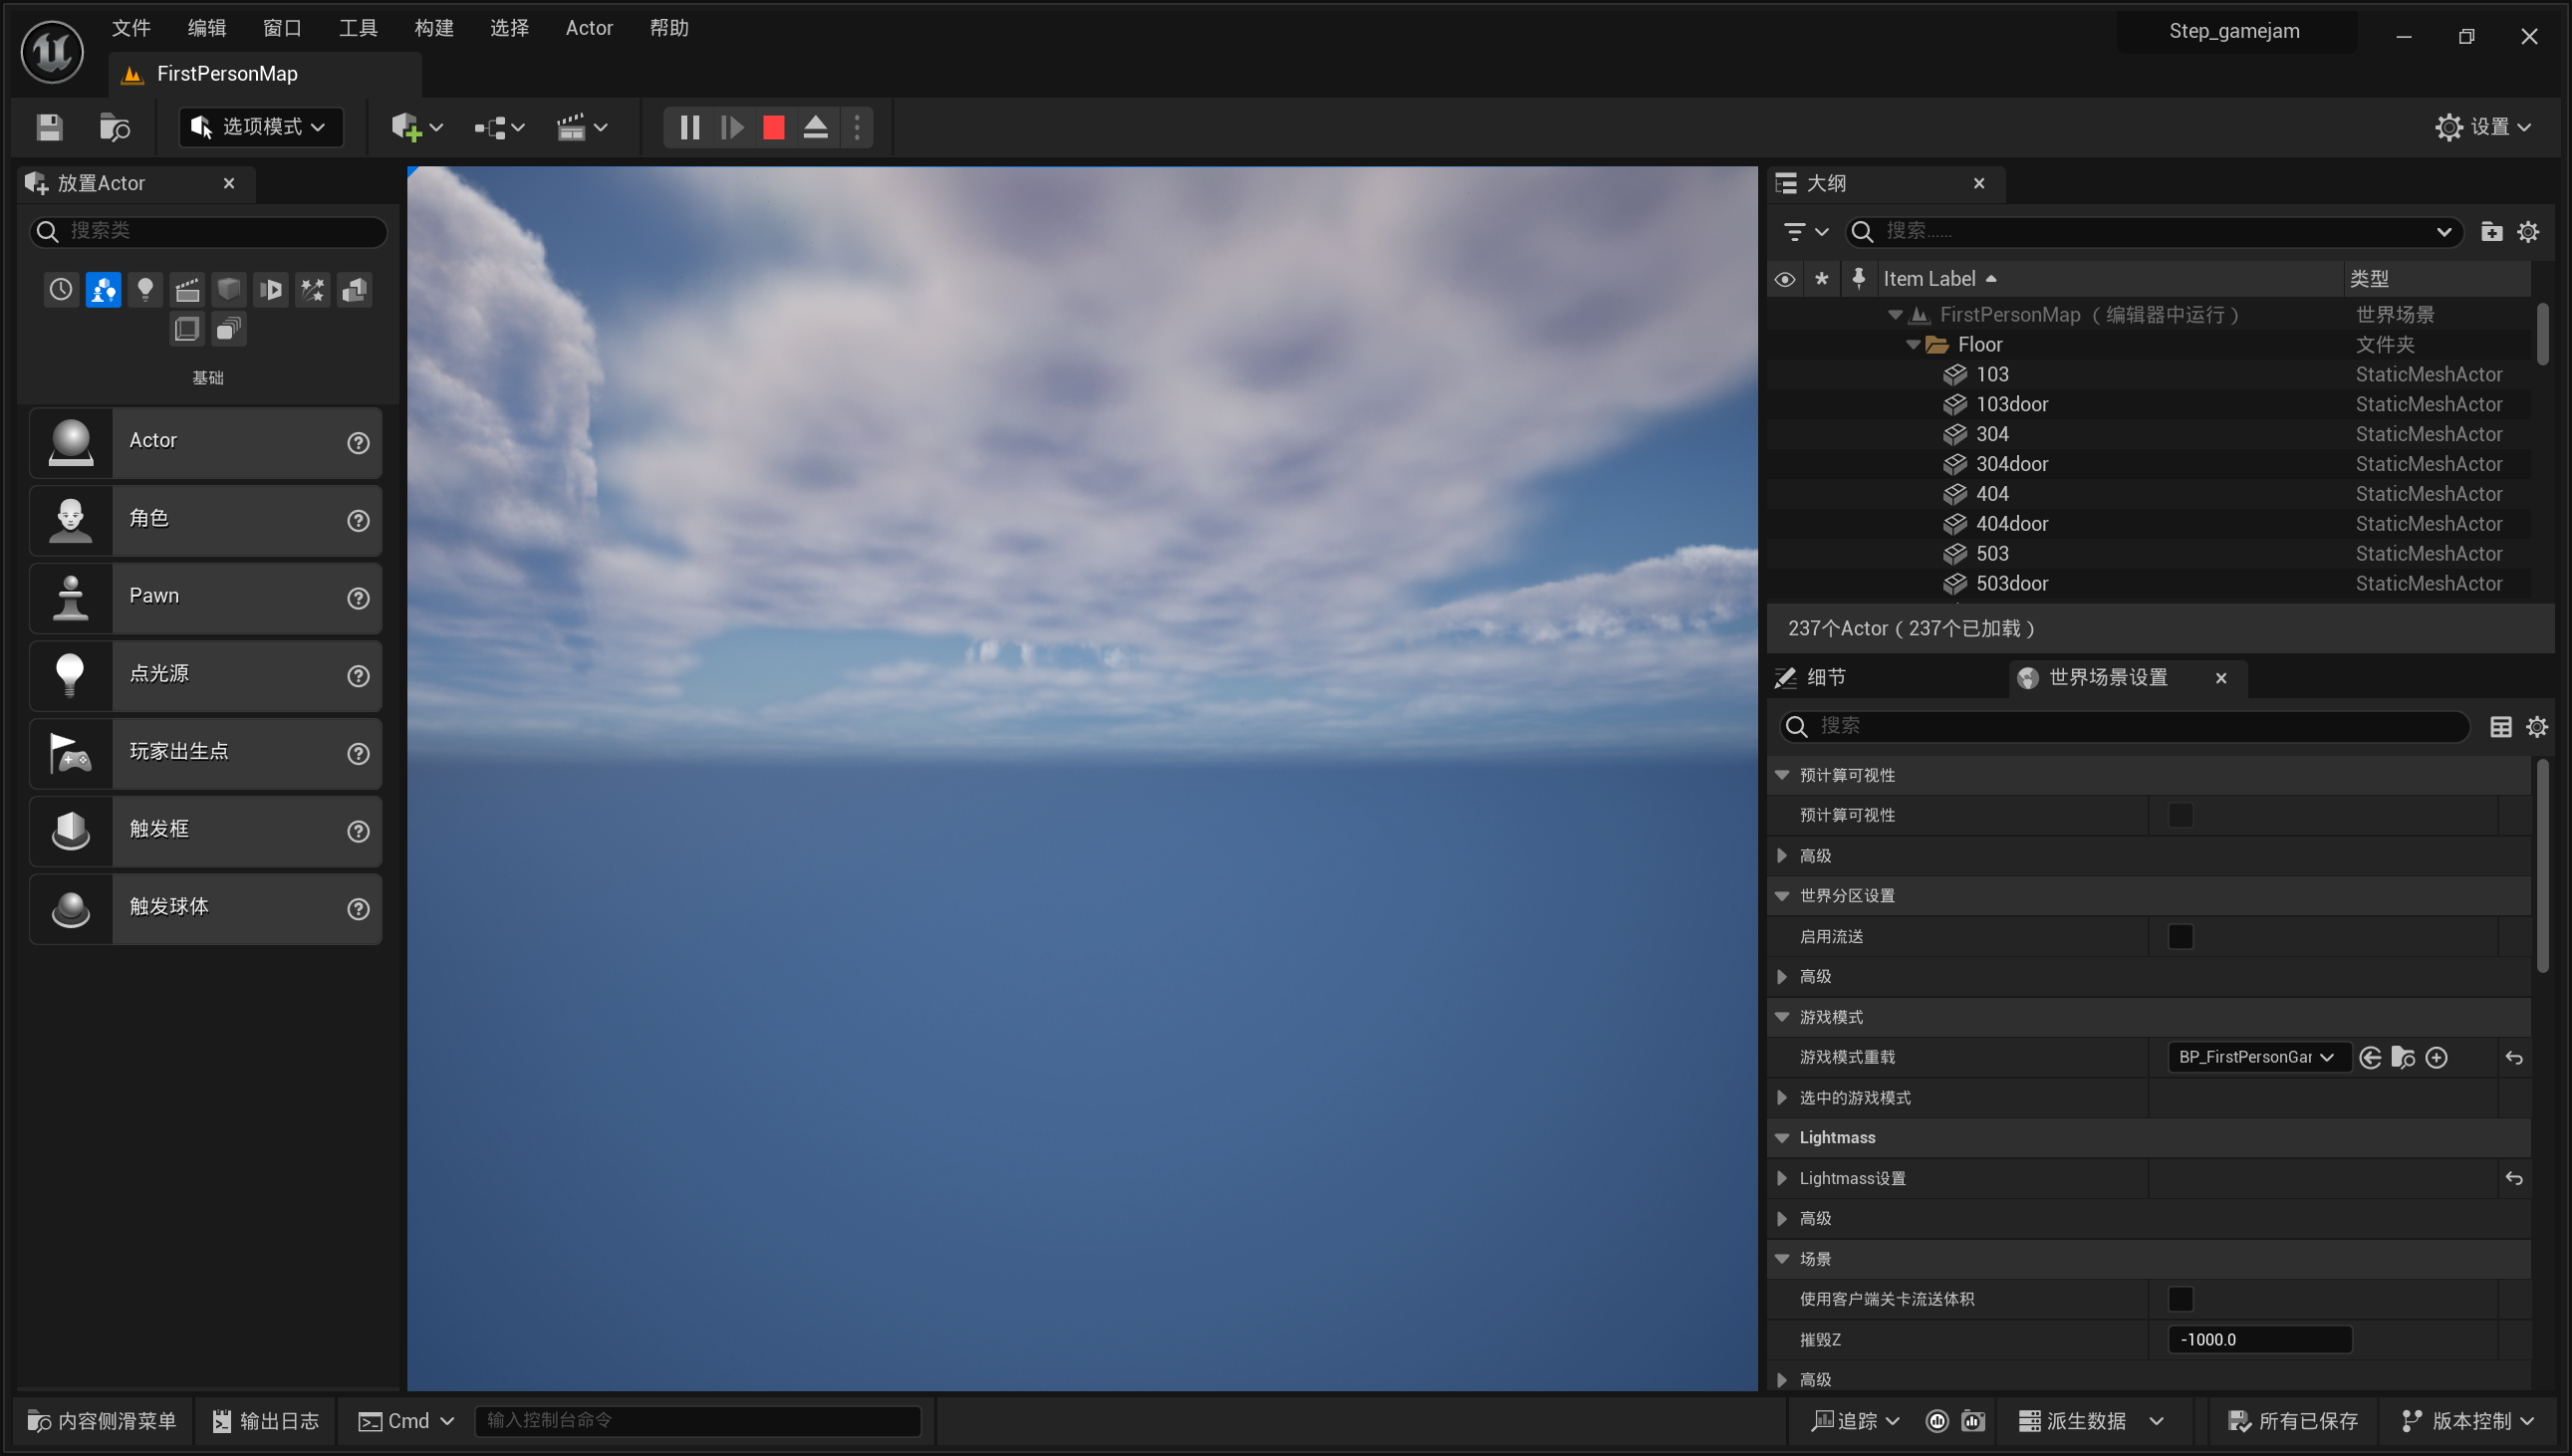 文件 编辑 窗口 工具 构建 选择 Actor 帮助
Step_gamejam
FirstPersonMap
选项模式
设置
放置Actor
搜索类
基础
Actor
角色
Pawn
点光源
玩家出生点
触发框
触发球体
大纲
搜索......
Item Label 类型
FirstPersonMap（编辑器中运行） 世界场景
Floor 文件夹
103 StaticMeshActor
103door StaticMeshActor
304 StaticMeshActor
304door StaticMeshActor
404 StaticMeshActor
404door StaticMeshActor
503 StaticMeshActor
503door StaticMeshActor
237个Actor（237个已加载）
细节 世界场景设置
搜索
预计算可视性
预计算可视性
高级
世界分区设置
启用流送
高级
游戏模式
游戏模式重载 BP_FirstPersonGar
选中的游戏模式
Lightmass
Lightmass设置
高级
场景
使用客户端关卡流送体积
摧毁Z -1000.0
高级
内容侧滑菜单 输出日志 Cmd 输入控制台命令 追踪 派生数据 所有已保存 版本控制